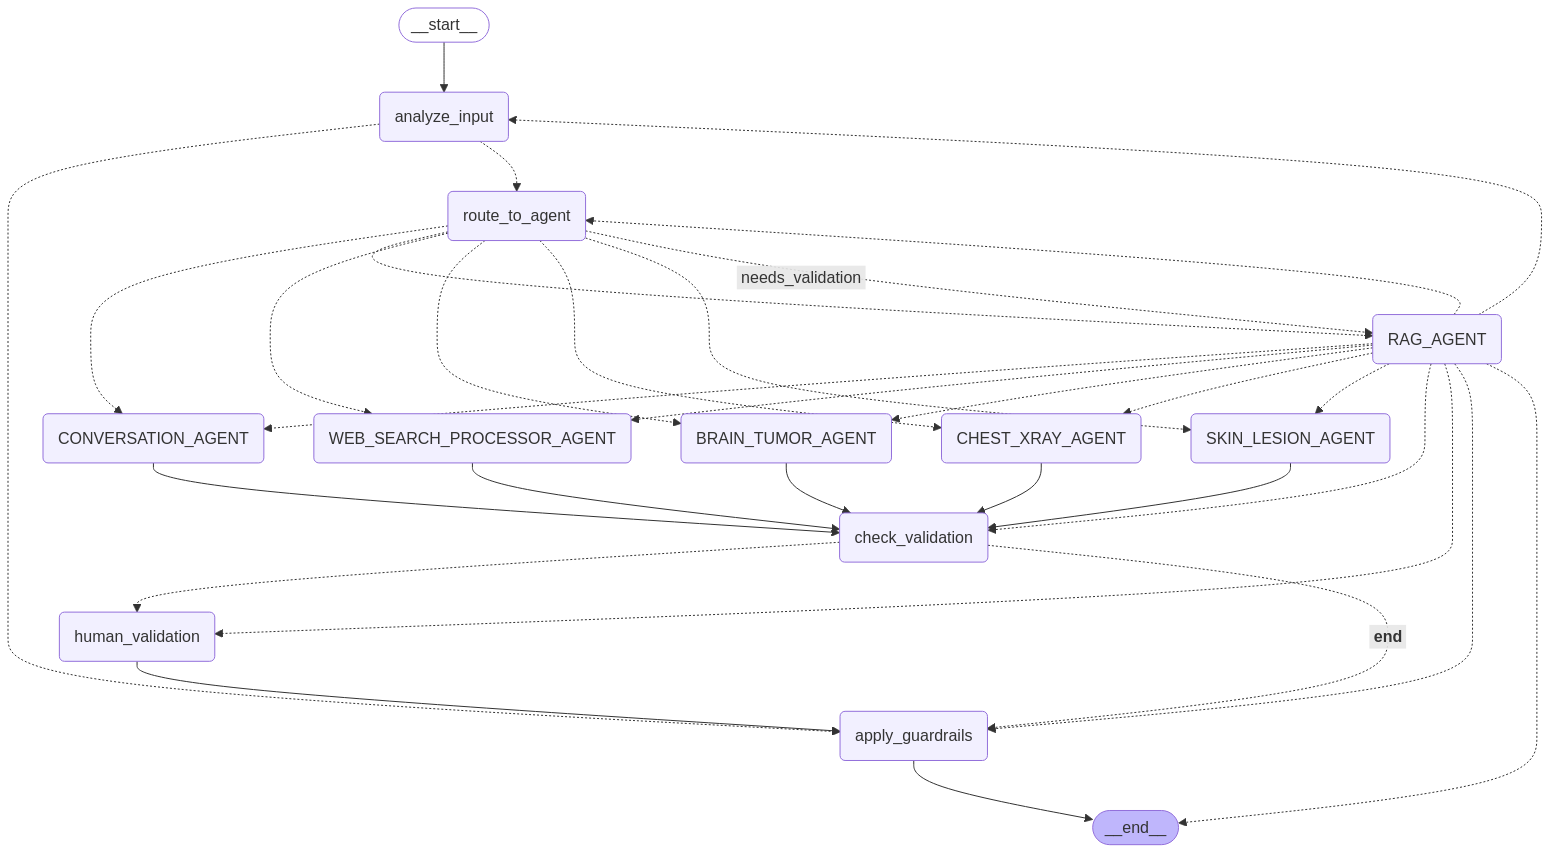 __start__
analyze_input
route_to_agent
needs_validation
RAG_AGENT
CONVERSATION_AGENT
WEB_SEARCH_PROCESSOR_AGENT
BRAIN_TUMOR_AGENT
CHEST_XRAY_AGENT
SKIN_LESION_AGENT
check_validation
human_validation
end
apply_guardrails
__end__